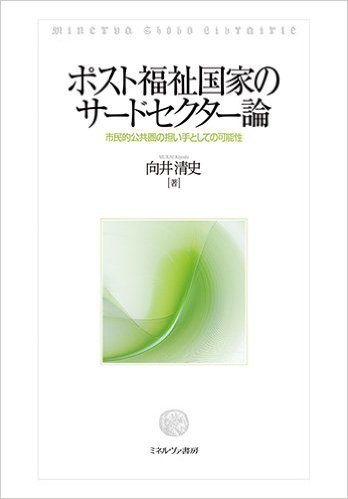 MINERVA Shobo Librairie
ポスト福祉国家の
サードセクター論
市民的公共圏の担い手としての可能性
MUKAI Kiyoshi
向井清史
[著]
ミネルヴァ書房